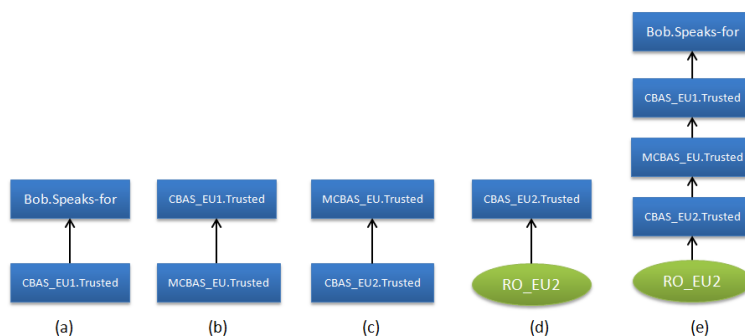 Bob.Speaks-for
CBAS_EU1.Trusted
(a)
CBAS_EU1.Trusted
MCBAS_EU.Trusted
(b)
MCBAS_EU.Trusted
CBAS_EU2.Trusted
(c)
CBAS_EU2.Trusted
RO_EU2
(d)
Bob.Speaks-for
CBAS_EU1.Trusted
MCBAS_EU.Trusted
CBAS_EU2.Trusted
RO_EU2
(e)